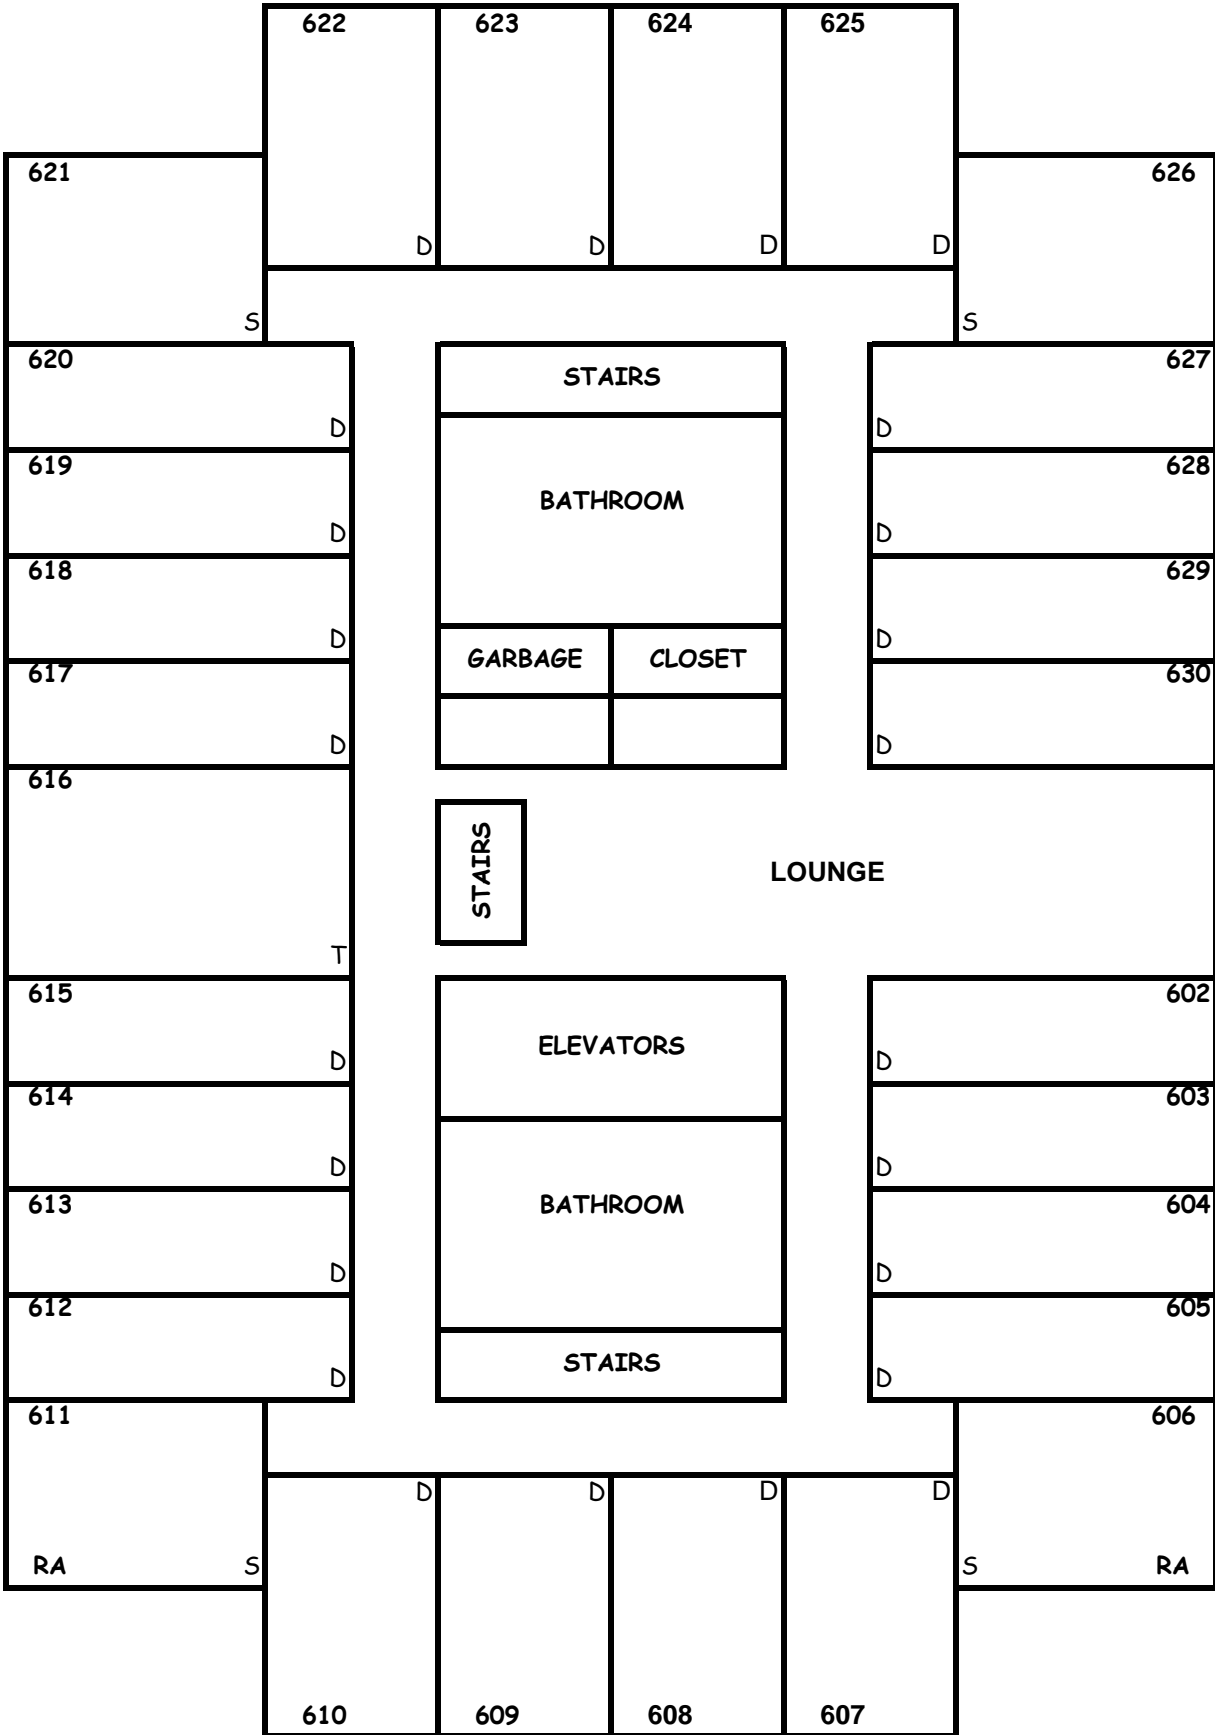 622 623 624 625
621 626
D D D D
S S
620 627
STAIRS
D D
619 628
BATHROOM
D D
618 629
D D
GARBAGE CLOSET
617 630
D D
616
STAIRS
LOUNGE
T
615 602
ELEVATORS
D D
614 603
D D
613 604
BATHROOM
D D
612 605
STAIRS
D D
611 606
D D D D
RA S S RA
610 609 608 607